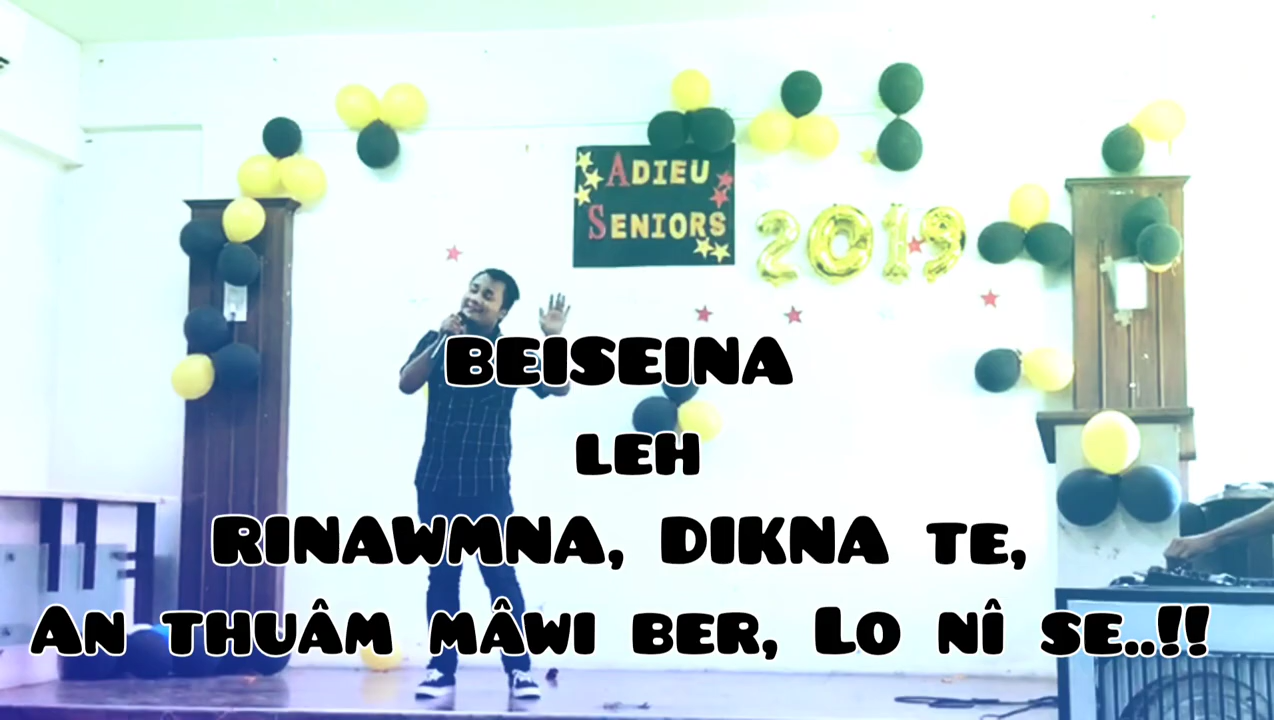 ADIEU
SENIORS
2019
BEISEINA
LEH
RINAWMNA, DIKNA TE,
AN THUÂM MÂWI BER, LO NÎ SE..!!